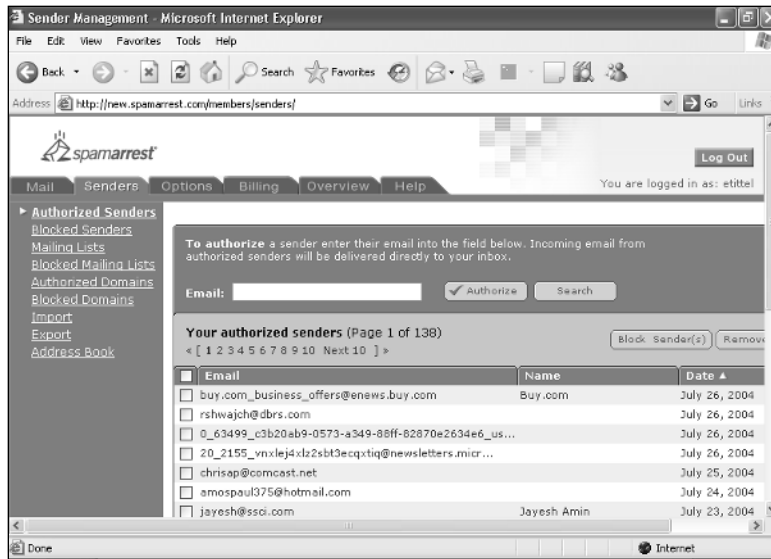 Sender Management - Microsoft Internet Explorer
File Edit View Favorites Tools Help
Back Search Favorites
Address http://new.spamarrest.com/members/senders/ Go Links
spamarrest
Log Out
Mail Senders Options Billing Overview Help You are logged in as: etittel
Authorized Senders
Blocked Senders
Mailing Lists
Blocked Mailing Lists
Authorized Domains
Blocked Domains
Import
Export
Address Book
To authorize a sender enter their email into the field below. Incoming email from
authorized senders will be delivered directly to your inbox.
Email: Authorize Search
Your authorized senders (Page 1 of 138)
Block Sender(s) Remove
« [ 1 2 3 4 5 6 7 8 9 10 Next 10 ] »
Email Name Date
buy.com_business_offers@enews.buy.com Buy.com July 26, 2004
rshwajch@dbrs.com July 26, 2004
0_63499_c3b20ab9-0573-a349-88ff-82870e2634e6_us... July 26, 2004
20_2155_vnxlej4xlz2sbt3ecqxtiq@newsletters.micr... July 26, 2004
chrisap@comcast.net July 25, 2004
amospaul375@hotmail.com July 24, 2004
jayesh@ssci.com Jayesh Amin July 23, 2004
Done Internet